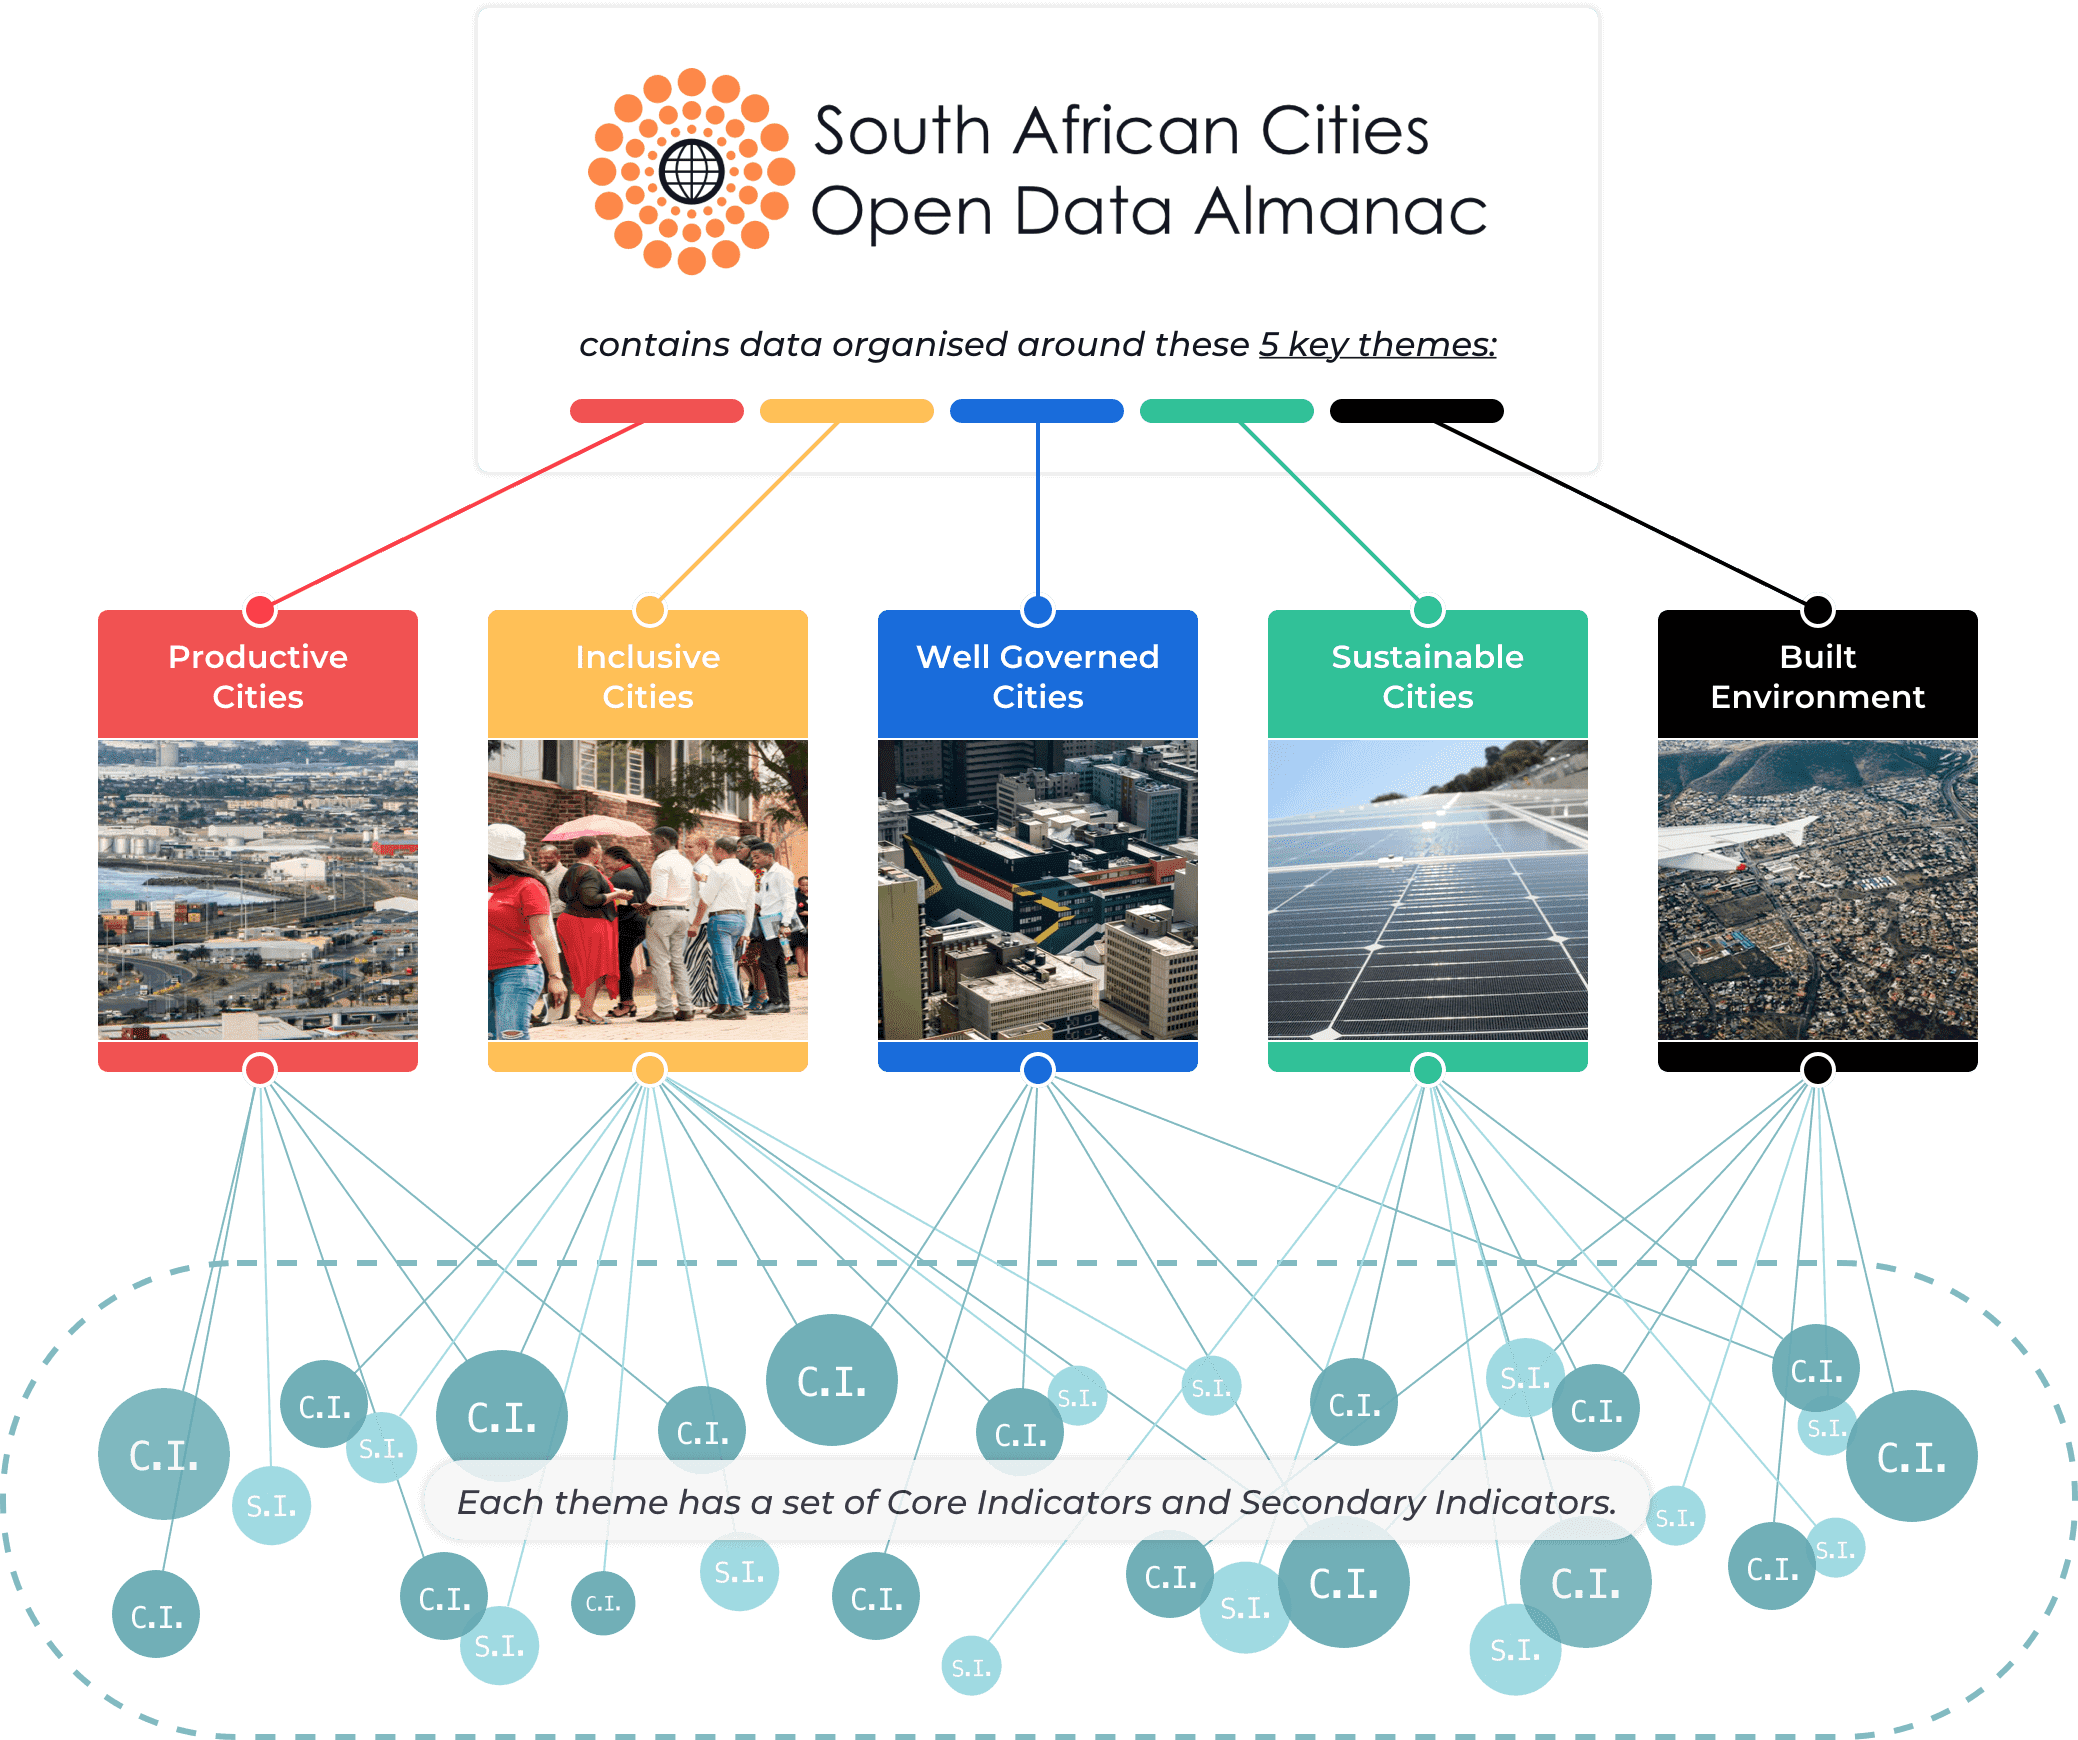 South African Cities
Open Data Almanac
contains data organised around these 5 key themes:
Productive
Cities
Inclusive
Cities
Well Governed
Cities
Sustainable
Cities
Built
Environment
C.I.
C.I.
S.I.
S.I.
C.I.
C.I.
C.I.
C.I.
S.I.
S.I.
C.I.
S.I.
C.I.
C.I.
S.I.
C.I.
Each theme has a set of Core Indicators and Secondary Indicators.
S.I.
C.I.
C.I.
S.I.
C.I.
S.I.
C.I.
S.I.
C.I.
S.I.
C.I.
C.I.
S.I.
C.I.
S.I.